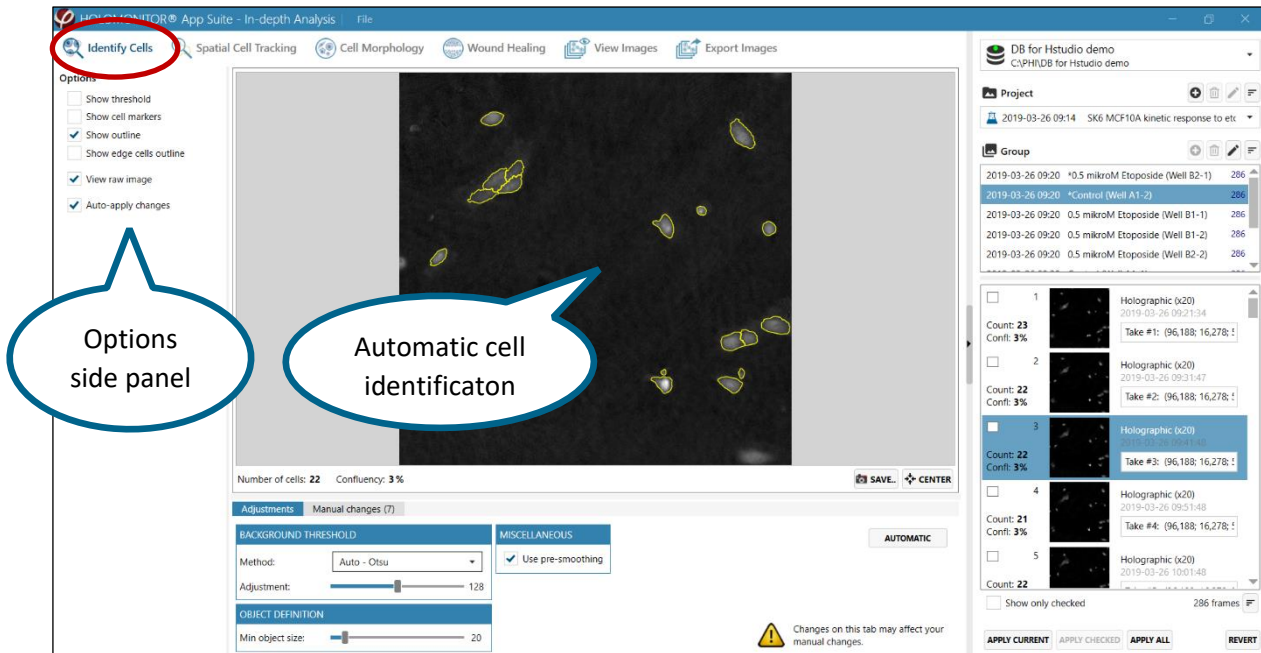 HOLOMONITOR® App Suite - In-depth Analysis File
Identify Cells Spatial Cell Tracking Cell Morphology Wound Healing View Images Export Images
Options
Show threshold
Show cell markers
Show outline
Show edge cells outline
View raw image
Auto-apply changes
Options
side panel
Automatic cell
identificaton
Number of cells: 22 Confluency: 3 %
SAVE.. CENTER
Adjustments Manual changes (7)
BACKGROUND THRESHOLD
Method: Auto - Otsu
Adjustment: 128
OBJECT DEFINITION
Min object size: 20
MISCELLANEOUS
Use pre-smoothing
AUTOMATIC
Changes on this tab may affect your
manual changes.
DB for Hstudio demo
C:\PHI\DB for Hstudio demo
Project
2019-03-26 09:14 SK6 MCF10A kinetic response to etc
Group
2019-03-26 09:20 *0.5 mikroM Etoposide (Well B2-1) 286
2019-03-26 09:20 *Control (Well A1-2) 286
2019-03-26 09:20 0.5 mikroM Etoposide (Well B1-1) 286
2019-03-26 09:20 0.5 mikroM Etoposide (Well B1-2) 286
2019-03-26 09:20 0.5 mikroM Etoposide (Well B2-2) 286
1
Holographic (x20)
2019-03-26 09:21:34
Count: 23
Confl: 3%
Take #1: (96,188; 16,278;
2
Holographic (x20)
2019-03-26 09:31:47
Count: 22
Confl: 3%
Take #2: (96,188; 16,278;
3
Holographic (x20)
2019-03-26 09:41:48
Count: 22
Confl: 3%
Take #3: (96,188; 16,278;
4
Holographic (x20)
2019-03-26 09:51:48
Count: 21
Confl: 3%
Take #4: (96,188; 16,278;
5
Holographic (x20)
2019-03-26 10:01:48
Count: 22
Show only checked 286 frames
APPLY CURRENT APPLY CHECKED APPLY ALL REVERT